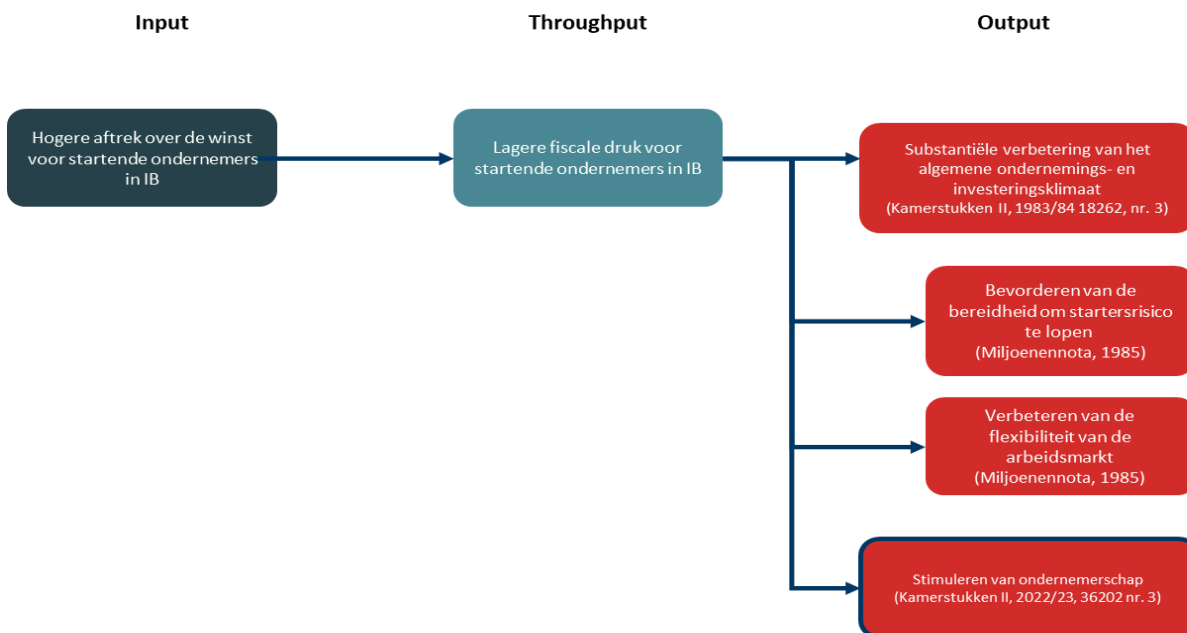 Input
Throughput
Output
Hogere aftrek over de winst
voor startende ondernemers
in IB
Lagere fiscale druk voor
startende ondernemers in IB
Substantiële verbetering van het
algemene ondernemings- en
investeringsklimaat
(Kamerstukken II, 1983/84 18262, nr. 3)
Bevorderen van de
bereidheid om startersrisico
te lopen
(Miljoenennota, 1985)
Verbeteren van de
flexibiliteit van de
arbeidsmarkt
(Miljoenennota, 1985)
Stimuleren van ondernemerschap
(Kamerstukken II, 2022/23, 36202 nr. 3)